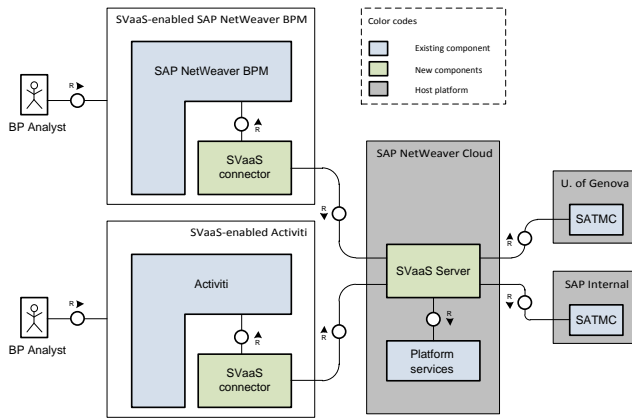 SVaaS-enabled SAP NetWeaver BPM
SAP NetWeaver BPM
R
BP Analyst
R
SVaaS
connector
R
SVaaS-enabled Activiti
Activiti
R
BP Analyst
R
SVaaS
connector
R
Color codes
Existing component
New components
Host platform
SAP NetWeaver Cloud
SVaaS Server
R
Platform
services
R
U. of Genova
SATMC
R
SAP Internal
SATMC